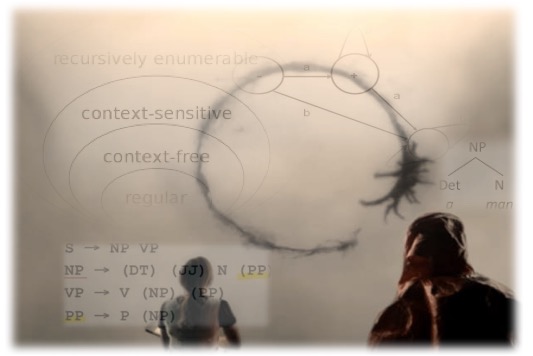 recursively enumerable
context-sensitive
context-free
regular
a
a
b
NP
Det N
a man
S → NP VP
NP → (DT) (JJ) N (PP)
VP → V (NP) (PP)
PP → P (NP)